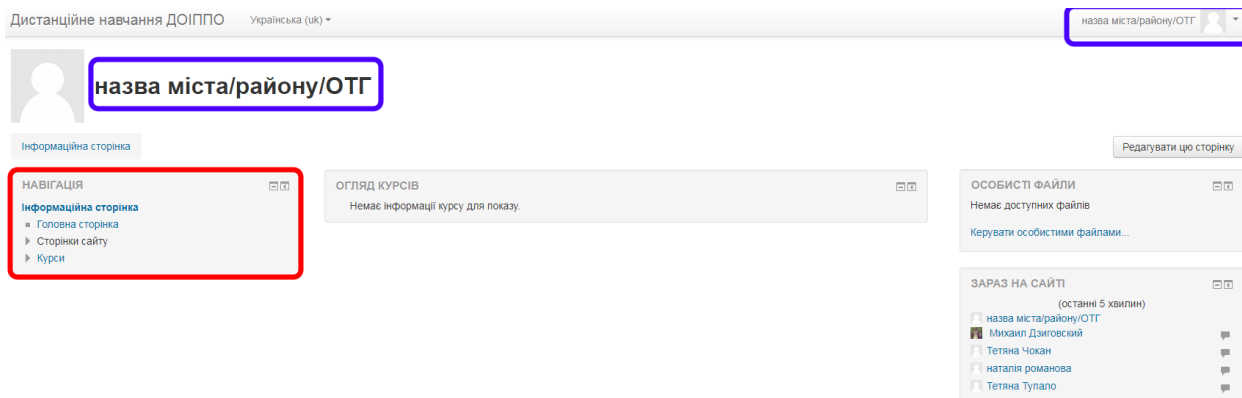 Дистанційне навчання ДОІППО Українська (uk)
назва міста/району/ОТГ
назва міста/району/ОТГ
Інформаційна сторінка
Редагувати цю сторінку
НАВІГАЦІЯ
Інформаційна сторінка
Головна сторінка
Сторінки сайту
Курси
ОГЛЯД КУРСІВ
Немає інформації курсу для показу.
ОСОБИСТІ ФАЙЛИ
Немає доступних файлів
Керувати особистими файлами...
ЗАРАЗ НА САЙТІ
(останні 5 хвилин)
назва міста/району/ОТГ
Михаил Дзиговский
Тетяна Чокан
наталія романова
Тетяна Тупало